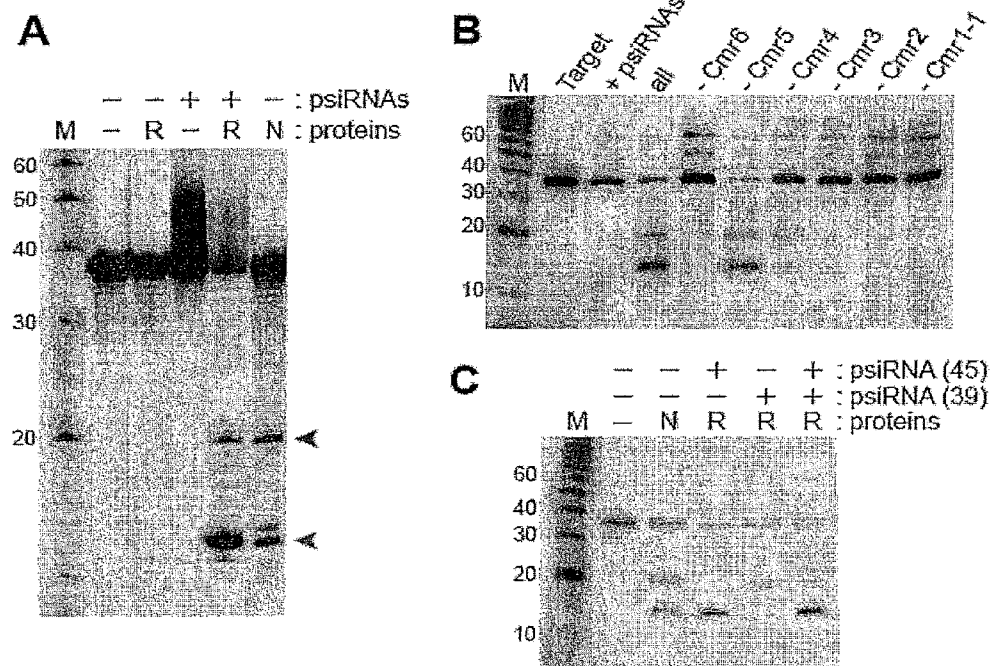 A
− − + + − : psiRNAs
M − R − R N : proteins
60
50
40
30
20
B
M Target + psiRNAs all - Cmr6 - Cmr5 - Cmr4 - Cmr3 - Cmr2 - Cmr1-1
60
40
30
20
10
C
− − + − + : psiRNA (45)
− − − + + : psiRNA (39)
M − N R R R : proteins
60
40
30
20
10